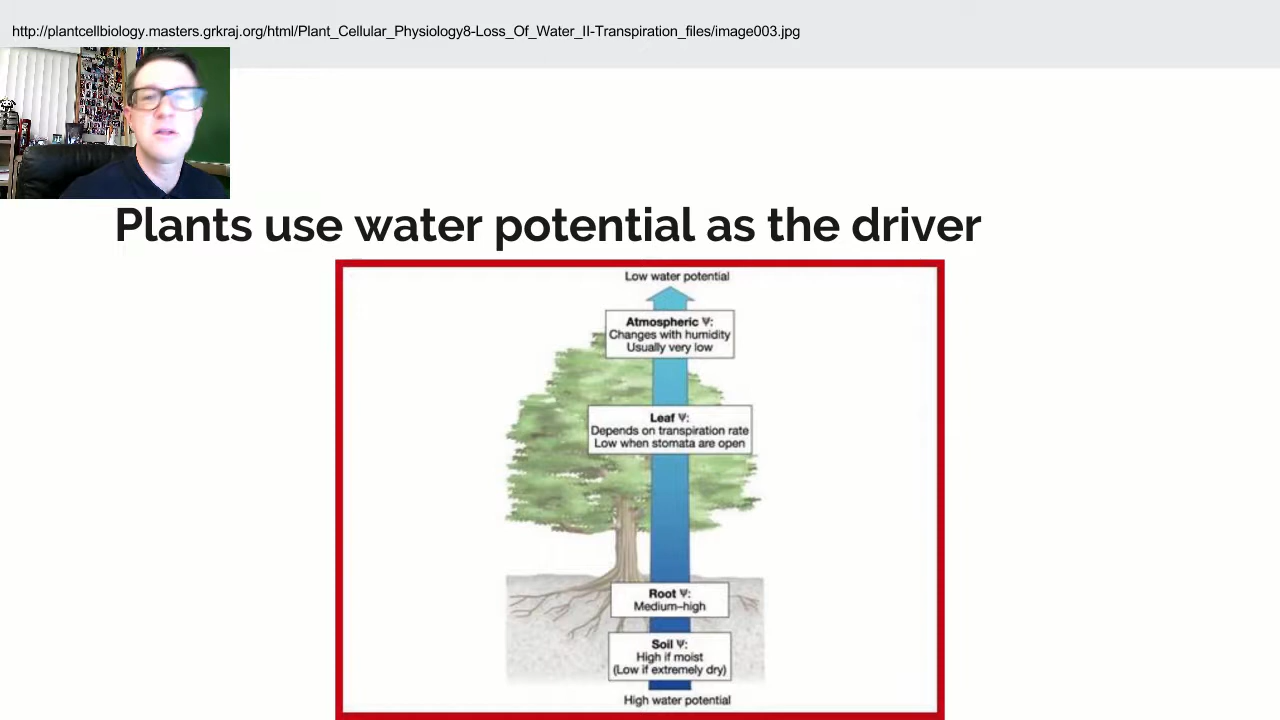 http://plantcellbiology.masters.grkraj.org/html/Plant_Cellular_Physiology8-Loss_Of_Water_II-Transpiration_files/image003.jpg
Plants use water potential as the driver
Low water potential
Atmospheric Ψ:
Changes with humidity
Usually very low
Leaf Ψ:
Depends on transpiration rate
Low when stomata are open
Root Ψ:
Medium–high
Soil Ψ:
High if moist
(Low if extremely dry)
High water potential